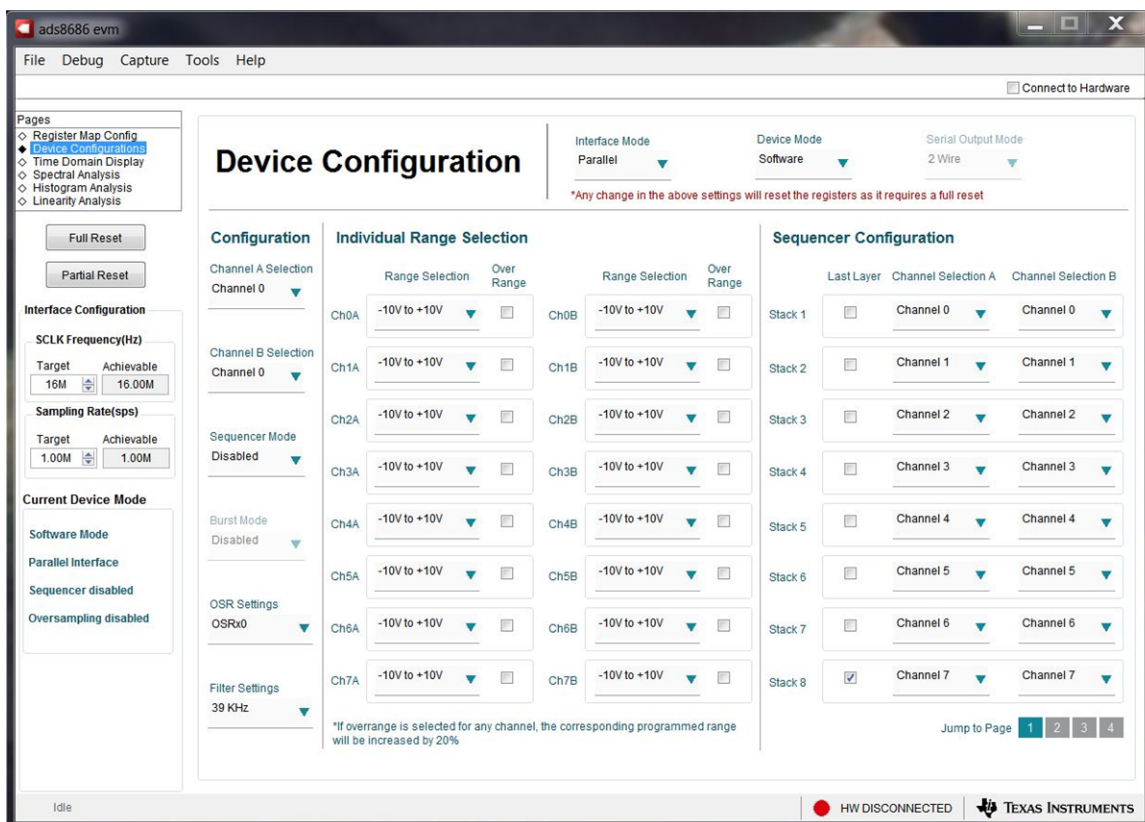 ads8686 evm
File Debug Capture Tools Help
Connect to Hardware
Pages
Register Map Config
Device Configurations
Time Domain Display
Spectral Analysis
Histogram Analysis
Linearity Analysis
Full Reset
Partial Reset
Interface Configuration
SCLK Frequency(Hz)
Target Achievable
16M 16.00M
Sampling Rate(sps)
Target Achievable
1.00M 1.00M
Current Device Mode
Software Mode
Parallel Interface
Sequencer disabled
Oversampling disabled
Device Configuration
Interface Mode
Parallel
Device Mode
Software
Serial Output Mode
2 Wire
*Any change in the above settings will reset the registers as it requires a full reset
Configuration
Channel A Selection
Channel 0
Channel B Selection
Channel 0
Sequencer Mode
Disabled
Burst Mode
Disabled
OSR Settings
OSRx0
Filter Settings
39 KHz
Individual Range Selection
Range Selection Over Range Range Selection Over Range
Ch0A -10V to +10V Ch0B -10V to +10V
Ch1A -10V to +10V Ch1B -10V to +10V
Ch2A -10V to +10V Ch2B -10V to +10V
Ch3A -10V to +10V Ch3B -10V to +10V
Ch4A -10V to +10V Ch4B -10V to +10V
Ch5A -10V to +10V Ch5B -10V to +10V
Ch6A -10V to +10V Ch6B -10V to +10V
Ch7A -10V to +10V Ch7B -10V to +10V
*If overrange is selected for any channel, the corresponding programmed range
will be increased by 20%
Sequencer Configuration
Last Layer Channel Selection A Channel Selection B
Stack 1 Channel 0 Channel 0
Stack 2 Channel 1 Channel 1
Stack 3 Channel 2 Channel 2
Stack 4 Channel 3 Channel 3
Stack 5 Channel 4 Channel 4
Stack 6 Channel 5 Channel 5
Stack 7 Channel 6 Channel 6
Stack 8 Channel 7 Channel 7
Jump to Page 1 2 3 4
Idle
HW DISCONNECTED
TEXAS INSTRUMENTS